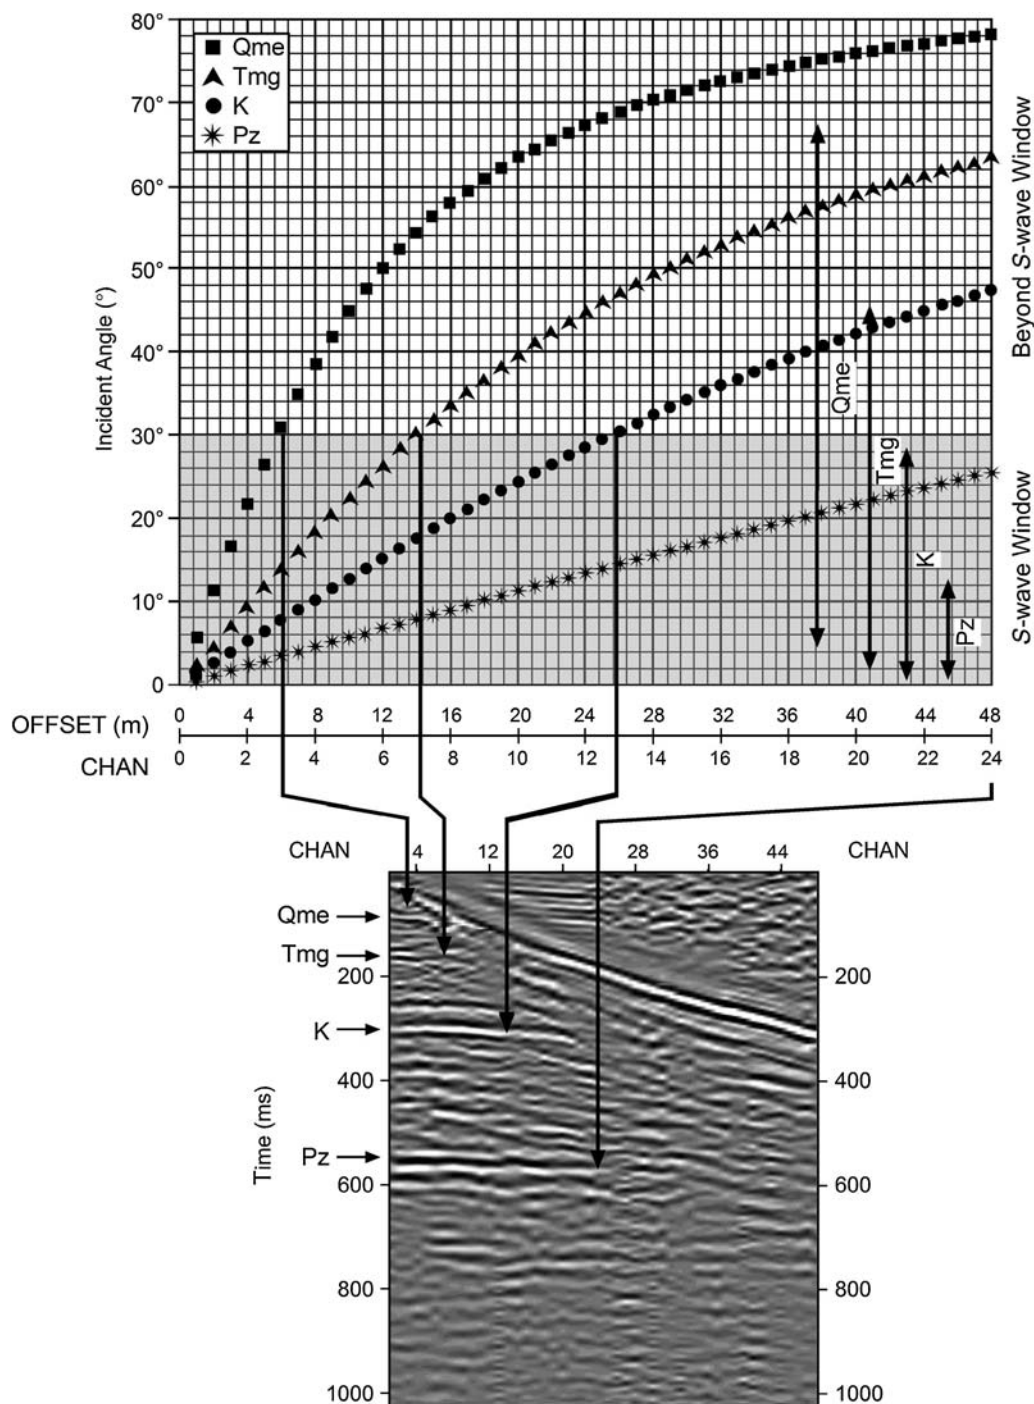 80°
70°
60°
50°
40°
30°
20°
10°
0
Incident Angle (°)
Qme
Tmg
K
Pz
Qme
Tmg
K
Pz
Beyond S-wave Window
S-wave Window
OFFSET (m) 0 4 8 12 16 20 24 28 32 36 40 44 48
CHAN 0 2 4 6 8 10 12 14 16 18 20 22 24
CHAN 4 12 20 28 36 44 CHAN
Qme
Tmg
200 200
K
400 400
Time (ms)
Pz
600 600
800 800
1000 1000